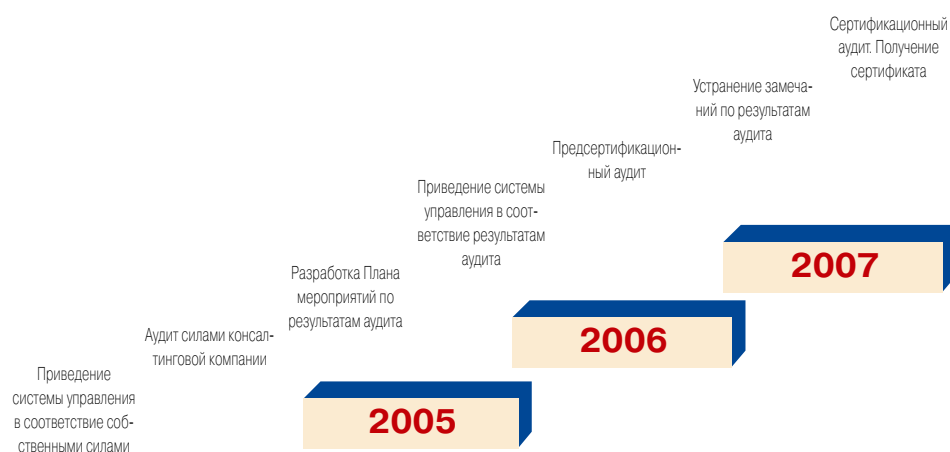 Приведение
системы управления
в соответствие соб-
ственными силами
Аудит силами консал-
тинговой компании
Разработка Плана
мероприятий по
результатам аудита
Приведение системы
управления в соот-
ветствие результатам
аудита
Предсертификацион-
ный аудит
Устранение замеча-
ний по результатам
аудита
Сертификационный
аудит. Получение
сертификата
2005
2006
2007